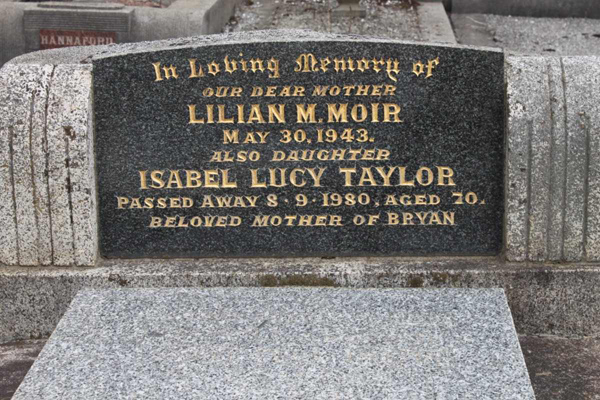 HANNAFORD
In Loving Memory of
OUR DEAR MOTHER
LILIAN M. MOIR
MAY 30. 1943.
ALSO DAUGHTER
ISABEL LUCY TAYLOR
PASSED AWAY 8·9·1980. AGED 70.
BELOVED MOTHER OF BRYAN